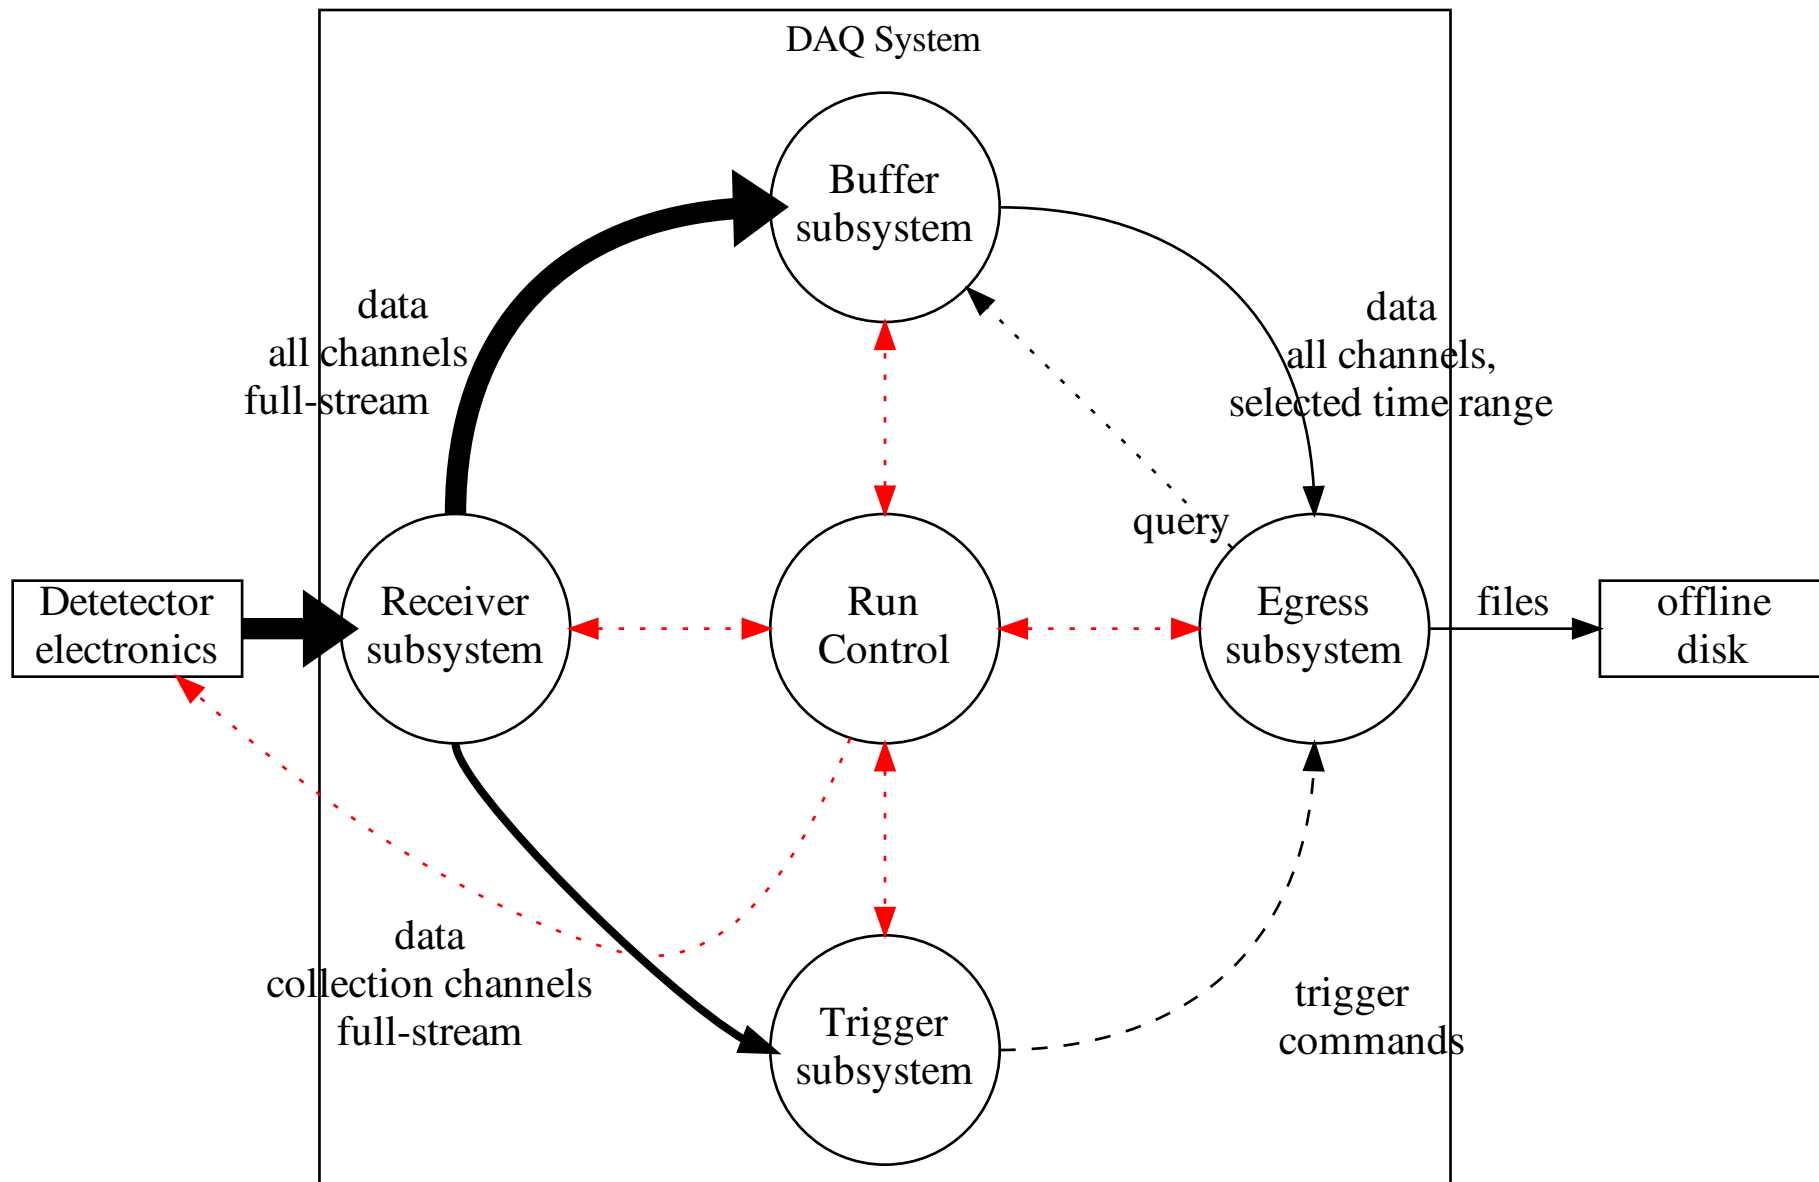 DAQ System
Buffer
subsystem
data
all channels
full-stream
data
all channels,
selected time range
query
Detetector
electronics
Receiver
subsystem
Run
Control
Egress
subsystem
files
offline
disk
data
collection channels
full-stream
trigger
commands
Trigger
subsystem